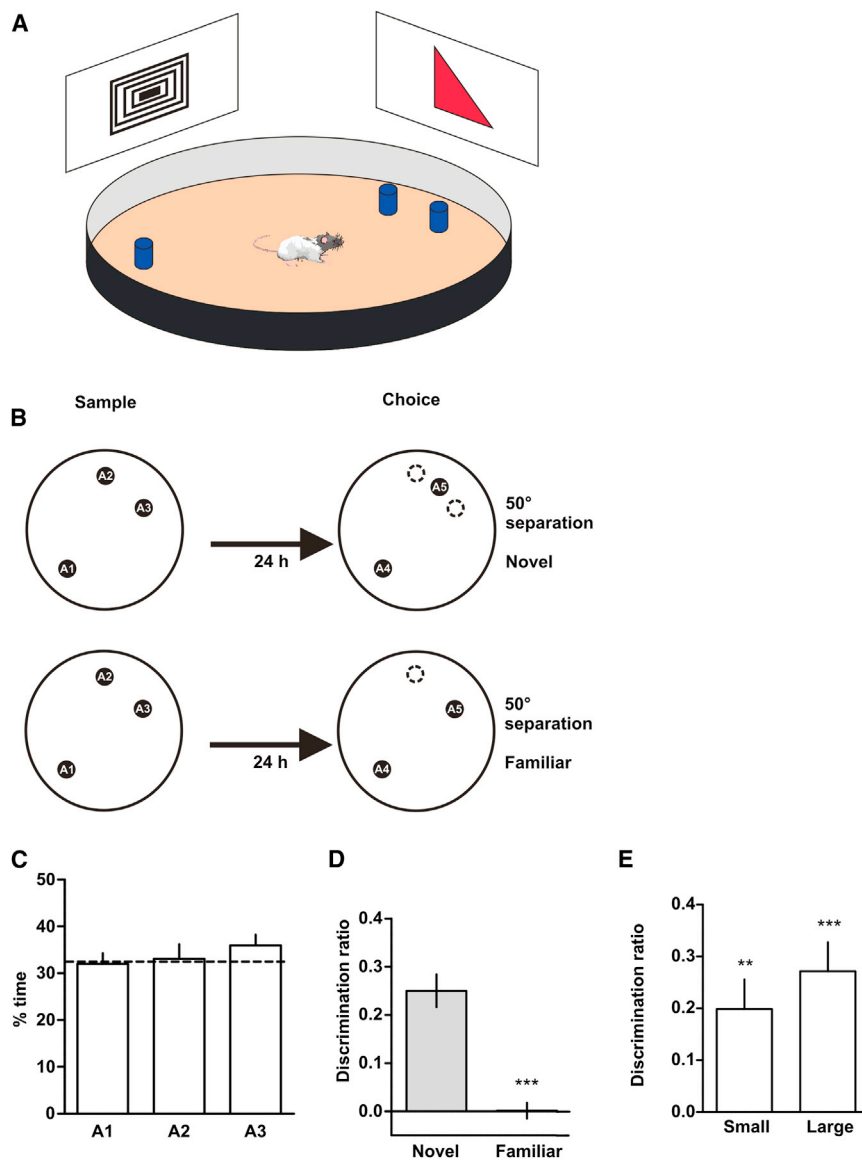 A
B
Sample
Choice
A2
A3
A1
24 h
A5
A4
50°
separation
Novel
A2
A3
A1
24 h
A5
A4
50°
separation
Familiar
C
% time
50
40
30
20
10
0
A1 A2 A3
D
Discrimination ratio
0.4
0.3
0.2
0.1
0.0
***
Novel Familiar
E
Discrimination ratio
0.4
0.3
0.2
0.1
0.0
**
***
Small Large